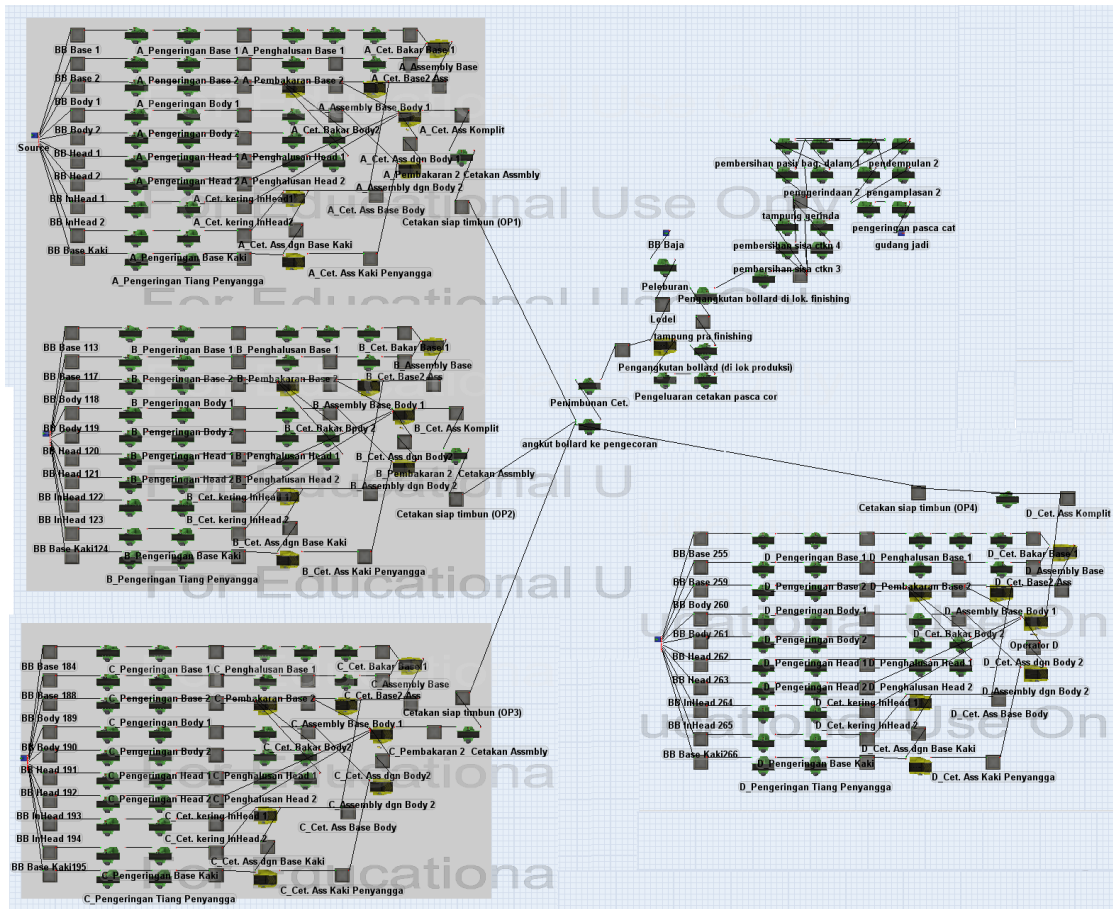 BB Base 1
A_Pengeringan Base 1
A_Penghalusan Base 1
A_Cet. Bakar Base 1
A_Assembly Base
BB Base 2
A_Pengeringan Base 2
A_Pembakaran Base 2
A_Cet. Base2 Ass
BB Body 1
A_Pengeringan Body 1
A_Assembly Base Body 1
BB Body 2
A_Pengeringan Body 2
A_Cet. Bakar Body2
A_Cet. Ass Komplit
Source
BB Head 1
A_Pengeringan Head 1
A_Penghalusan Head 1
A_Cet. Ass dgn Body 1
BB Head 2
A_Pengeringan Head 2
A_Penghalusan Head 2
A_Pembakaran 2
Cetakan Assmbly
A_Assembly dgn Body 2
BB InHead 1
A_Cet. kering InHead1
A_Cet. Ass Base Body
BB InHead 2
A_Cet. kering InHead2
Cetakan siap timbun (OP1)
A_Cet. Ass dgn Base Kaki
BB Base Kaki
A_Pengeringan Base Kaki
A_Cet. Ass Kaki Penyangga
A_Pengeringan Tiang Penyangga
For Educational Use Only
pembersihan pasir bag. dalam 1
pendempulan 2
penggerindaan 2
pengamplasan 2
tampung gerinda
pengeringan pasca cat
pembersihan sisa ctkn 4
gudang jadi
pembersihan sisa ctkn 3
BB Baja
Peleburan
Pengangkutan bollard di lok. finishing
Ledel
tampung pra finishing
Pengangkutan bollard (di lok produksi)
Pengeluaran cetakan pasca cor
Penimbunan Cet.
angkut bollard ke pengecoran
BB Base 113
B_Pengeringan Base 1
B_Penghalusan Base 1
B_Cet. Bakar Base 1
B_Assembly Base
BB Base 117
B_Pengeringan Base 2
B_Pembakaran Base 2
B_Cet. Base2 Ass
BB Body 118
B_Pengeringan Body 1
B_Assembly Base Body 1
BB Body 119
B_Pengeringan Body 2
B_Cet. Bakar Bpdy 2
B_Cet. Ass Komplit
BB Head 120
B_Pengeringan Head 1
B_Penghalusan Head 1
B_Cet. Ass dgn Body2
BB Head 121
B_Pengeringan Head 2
B_Penghalusan Head 2
B_Pembakaran 2
Cetakan Assmbly
B_Assembly dgn Body 2
BB InHead 122
B_Cet. kering InHead 1
BB InHead 123
B_Cet. kering InHead.2
Cetakan siap timbun (OP2)
B_Cet. Ass dgn Base Kaki
BB Base Kaki124
B_Pengeringan Base Kaki
B_Cet. Ass Kaki Penyangga
B_Pengeringan Tiang Penyangga
For Educational U
BB Base 184
C_Pengeringan Base 1
C_Penghalusan Base 1
C_Cet. Bakar Base 1
C_Assembly Base
BB Base 188
C_Pengeringan Base 2
C_Pembakaran Base 2
C_Cet. Base2 Ass
Cetakan siap timbun (OP3)
BB Body 189
C_Pengeringan Body 1
C_Assembly Base Body 1
BB Body 190
C_Pengeringan Body 2
C_Cet. Bakar Body2
C_Pembakaran 2
Cetakan Assmbly
BB Head 191
C_Pengeringan Head 1
C_Penghalusan Head 1
C_Cet. Ass dgn Body2
BB Head 192
C_Pengeringan Head 2
C_Penghalusan Head 2
C_Assembly dgn Body 2
BB InHead 193
C_Cet. kering InHead 1
C_Cet. Ass Base Body
BB InHead 194
C_Cet. kering InHead.2
C_Cet. Ass dgn Base Kaki
BB Base Kaki195
C_Pengeringan Base Kaki
C_Cet. Ass Kaki Penyangga
C_Pengeringan Tiang Penyangga
For Educationa
Cetakan siap timbun (OP4)
D_Cet. Ass Komplit
BB Base 255
D_Pengeringan Base 1
D_Penghalusan Base 1
D_Cet. Bakar Base 1
D_Assembly Base
BB Base 259
D_Pengeringan Base 2
D_Pembakaran Base 2
D_Cet. Base2 Ass
BB Body 260
D_Pengeringan Body 1
D_Assembly Base Body 1
BB Body 261
D_Pengeringan Body 2
D_Cet. Bakar Body 2
Operator D
BB Head 262
D_Pengeringan Head 1
D_Penghalusan Head 1
D_Cet. Ass dgn Body 2
BB Head 263
D_Pengeringan Head 2
D_Penghalusan Head 2
D_Assembly dgn Body 2
BB InHead 264
D_Cet. kering InHead 1
D_Cet. Ass Base Body
BB InHead 265
D_Cet. kering InHead.2
D_Cet. Ass dgn Base Kaki
BB Base Kaki266
D_Pengeringan Base Kaki
D_Cet. Ass Kaki Penyangga
D_Pengeringan Tiang Penyangga
ucational Use On